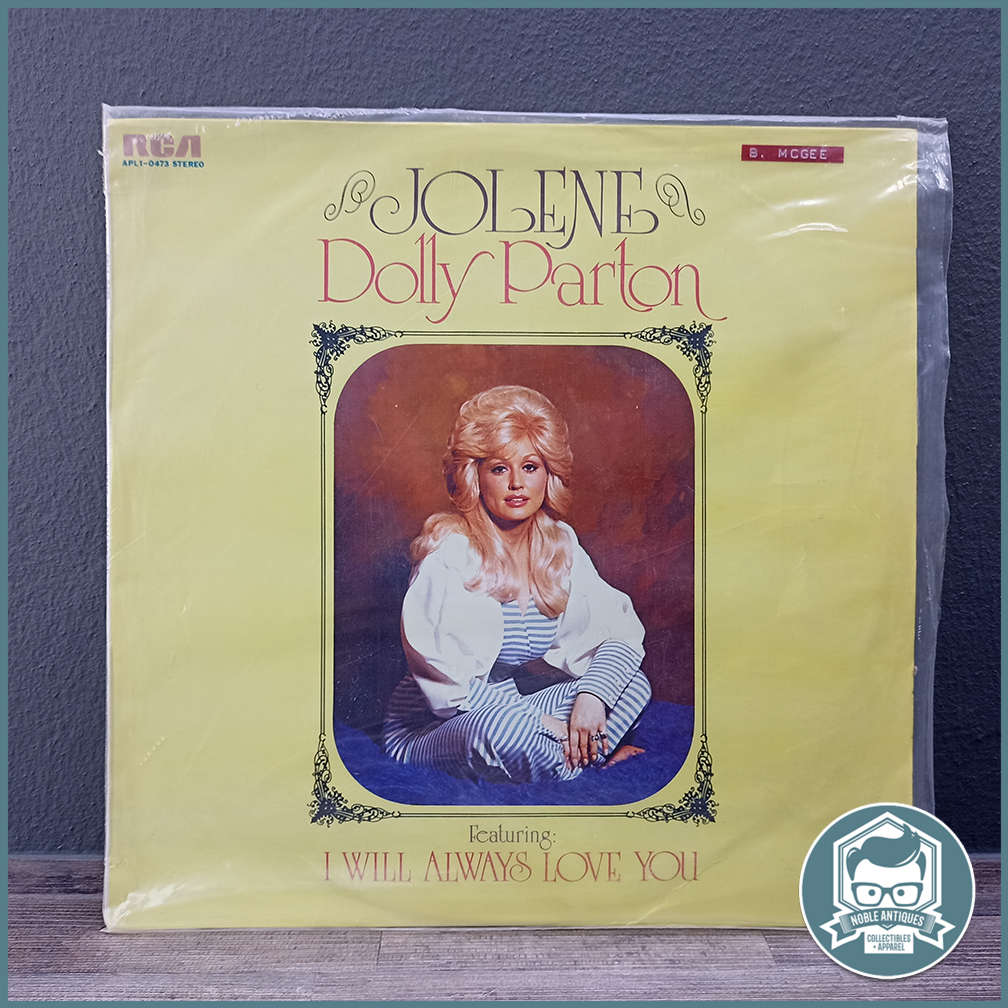 RCA
APL1-0473 STEREO
B. MCGEE
JOLENE
Dolly Parton
Featuring:
I WILL ALWAYS LOVE YOU
NOBLE ANTIQUES
COLLECTIBLES
+ APPAREL